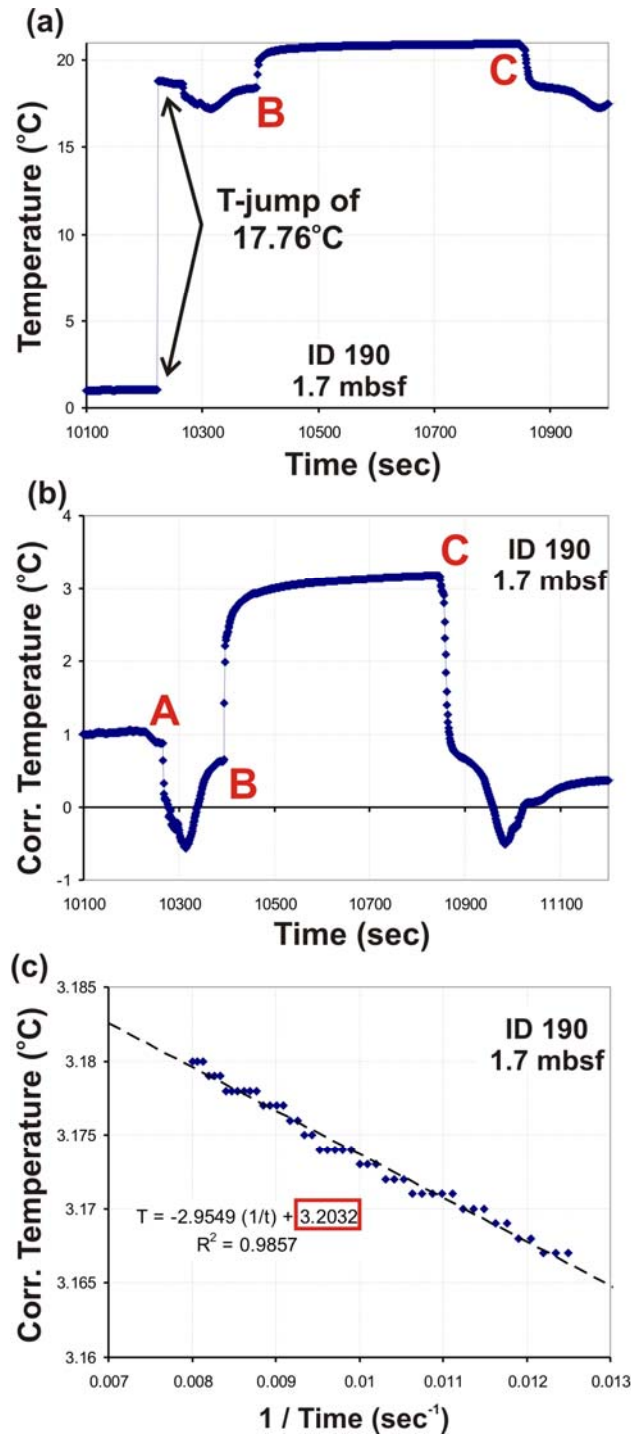 (a)
Temperature (°C)
20
15
10
5
0
B
C
T-jump of
17.76°C
ID 190
1.7 mbsf
10100 10300 10500 10700 10900
Time (sec)
(b)
Corr. Temperature (°C)
4
3
2
1
0
-1
A
B
C
ID 190
1.7 mbsf
10100 10300 10500 10700 10900 11100
Time (sec)
(c)
Corr. Temperature (°C)
3.185
3.18
3.175
3.17
3.165
3.16
ID 190
1.7 mbsf
T = -2.9549 (1/t) + 3.2032
R² = 0.9857
0.007 0.008 0.009 0.01 0.011 0.012 0.013
1 / Time (sec⁻¹)